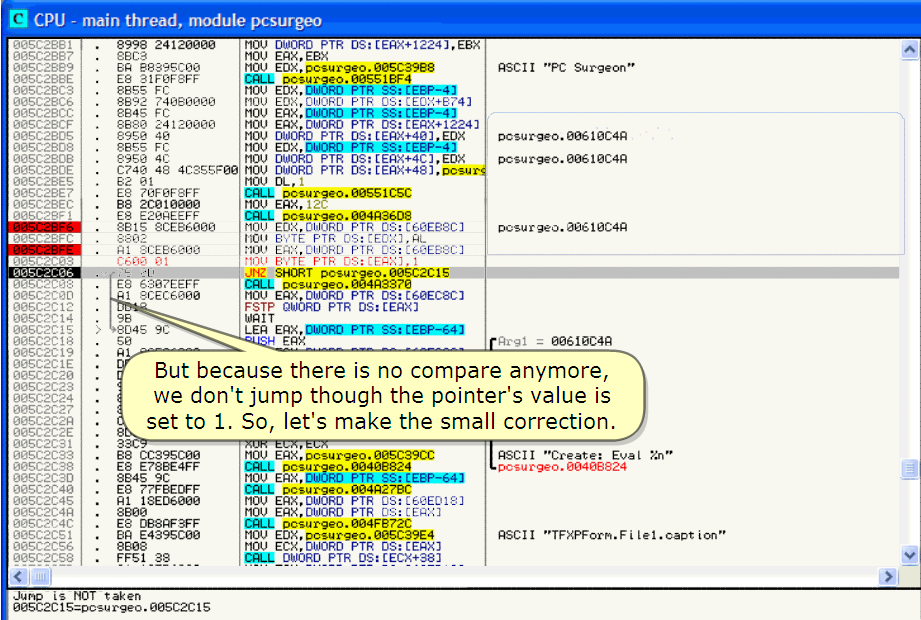 C CPU - main thread, module pcsurgeo
005C2BB1 . 8998 24120000 MOV DWORD PTR DS:[EAX+1224],EBX
005C2BB7 . 8BC3 MOV EAX,EBX
005C2BB9 . BA B8395C00 MOV EDX,pcsurgeo.005C39B8 ASCII "PC Surgeon"
005C2BBE . E8 31F0F8FF CALL pcsurgeo.00551BF4
005C2BC3 . 8B55 FC MOV EDX,DWORD PTR SS:[EBP-4]
005C2BC6 . 8B92 740B0000 MOV EDX,DWORD PTR DS:[EDX+B74]
005C2BCC . 8B45 FC MOV EAX,DWORD PTR SS:[EBP-4]
005C2BCF . 8B80 24120000 MOV EAX,DWORD PTR DS:[EAX+1224]
005C2BD5 . 8950 40 MOV DWORD PTR DS:[EAX+40],EDX pcsurgeo.00610C4A
005C2BD8 . 8B55 FC MOV EDX,DWORD PTR SS:[EBP-4]
005C2BDB . 8950 4C MOV DWORD PTR DS:[EAX+4C],EDX pcsurgeo.00610C4A
005C2BDE . C740 48 4C355F00 MOV DWORD PTR DS:[EAX+48],pcsurg
005C2BE5 . B2 01 MOV DL,1
005C2BE7 . E8 70F0F8FF CALL pcsurgeo.00551C5C
005C2BEC . B8 2C010000 MOV EAX,12C
005C2BF1 . E8 E20AEEFF CALL pcsurgeo.004A36D8
005C2BF6 . 8B15 8CEB6000 MOV EDX,DWORD PTR DS:[60EB8C] pcsurgeo.00610C4A
005C2BFC . 8802 MOV BYTE PTR DS:[EDX],AL
005C2BFE . A1 8CEB6000 MOV EAX,DWORD PTR DS:[60EB8C]
005C2C03 . C600 01 MOV BYTE PTR DS:[EAX],1
005C2C06 75 0D JNZ SHORT pcsurgeo.005C2C15
005C2C08 . E8 6307EEFF CALL pcsurgeo.004A3370
005C2C0D . A1 8CEC6000 MOV EAX,DWORD PTR DS:[60EC8C]
005C2C12 . DD18 FSTP QWORD PTR DS:[EAX]
005C2C14 . 9B WAIT
005C2C15 > 8D45 9C LEA EAX,DWORD PTR SS:[EBP-64]
005C2C18 . 50 PUSH EAX Arg1 = 00610C4A
005C2C19 . A1
005C2C1E
005C2C20
005C2C23
005C2C24
005C2C27
005C2C29
005C2C2A
005C2C2E
But because there is no compare anymore,
we don't jump though the pointer's value is
set to 1. So, let's make the small correction.
005C2C31 . 33C9 XOR ECX,ECX
005C2C33 . B8 CC395C00 MOV EAX,pcsurgeo.005C39CC ASCII "Create: Eval %n"
005C2C38 . E8 E78BE4FF CALL pcsurgeo.0040B824 pcsurgeo.0040B824
005C2C3D . 8B45 9C MOV EAX,DWORD PTR SS:[EBP-64]
005C2C40 . E8 77FBEDFF CALL pcsurgeo.004A27BC
005C2C45 . A1 18ED6000 MOV EAX,DWORD PTR DS:[60ED18]
005C2C4A . 8B00 MOV EAX,DWORD PTR DS:[EAX]
005C2C4C . E8 DB8AF3FF CALL pcsurgeo.004FB72C
005C2C51 . BA E4395C00 MOV EDX,pcsurgeo.005C39E4 ASCII "TFXPForm.File1.caption"
005C2C56 . 8B08 MOV ECX,DWORD PTR DS:[EAX]
005C2C58 . FF51 38 CALL DWORD PTR DS:[ECX+38]
Jump is NOT taken
005C2C15=pcsurgeo.005C2C15